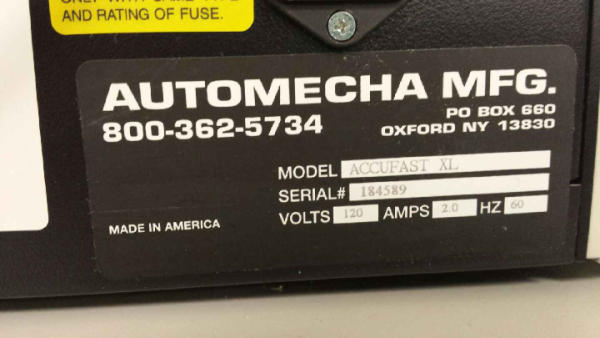 AND RATING OF FUSE.
AUTOMECHA MFG.
800-362-5734
PO BOX 660
OXFORD NY 13830
MODEL ACCUFAST XL
SERIAL# 184589
VOLTS 120 AMPS 2.0 HZ 60
MADE IN AMERICA